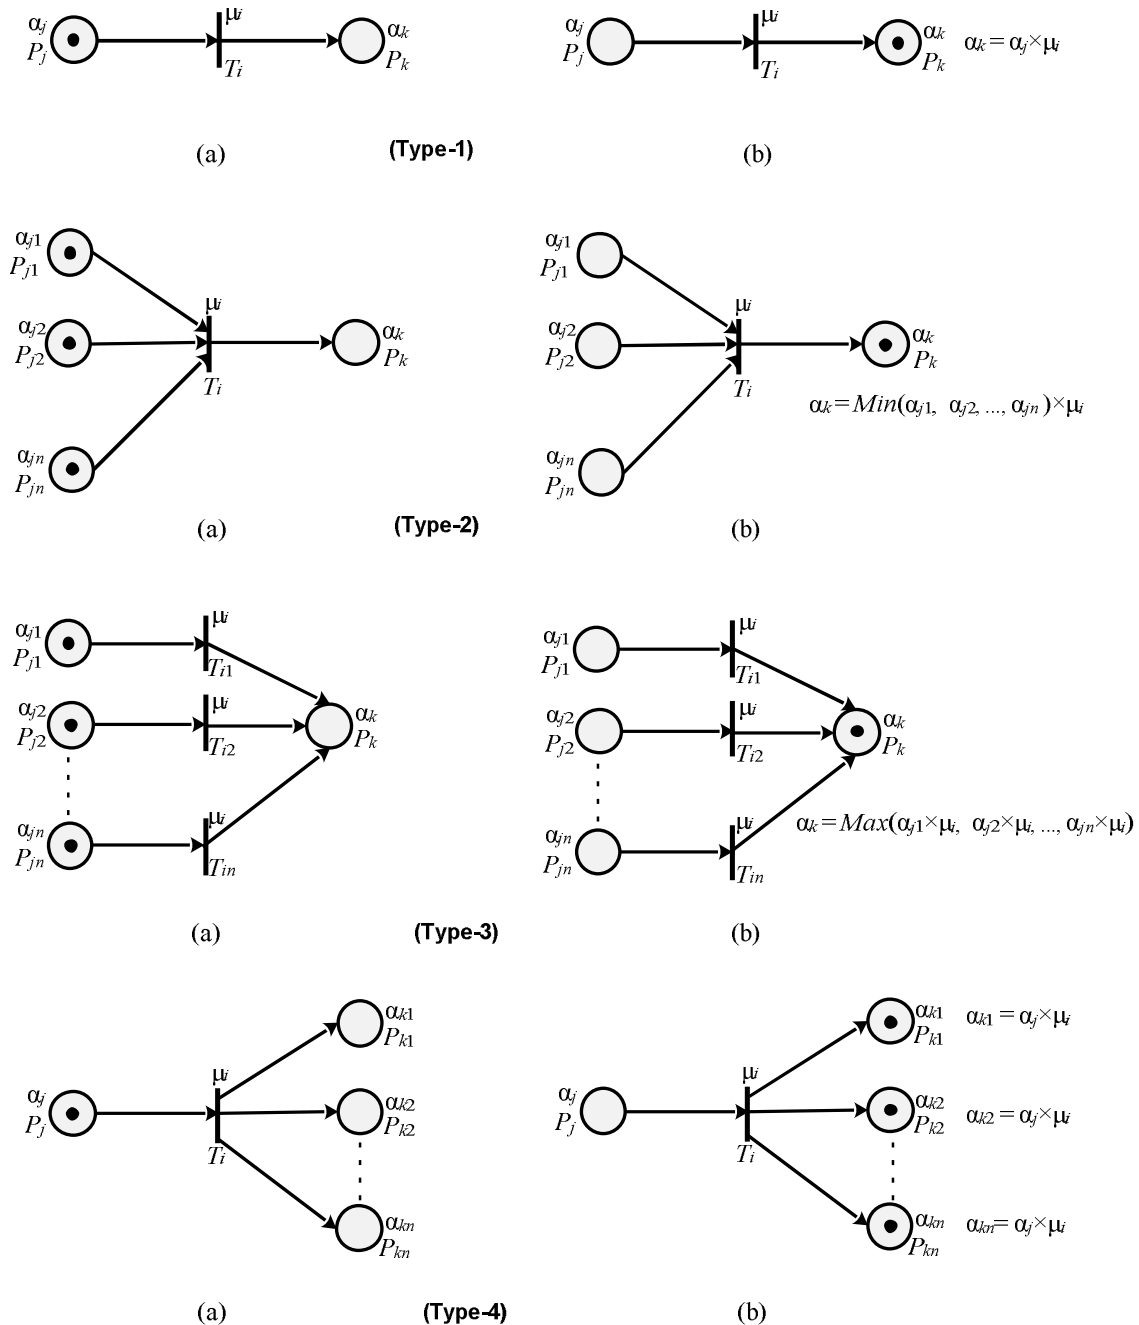 αj μi αk αj μi αk αk = αj×μi
Pj Ti Pk Pj Ti Pk
(a) (Type-1) (b)
αj1 αj1
Pj1 Pj1
μi μi
αj2 αk αj2 αk
Pj2 Pk Pj2 Pk
Ti Ti
αk = Min(αj1, αj2, ..., αjn)×μi
αjn αjn
Pjn Pjn
(a) (Type-2) (b)
μi μi
αj1 αj1
Pj1 Ti1 Pj1 Ti1
μi μi
αj2 αk αj2 αk
Pj2 Ti2 Pk Pj2 Ti2 Pk
μi μi
αk = Max(αj1×μi, αj2×μi, ..., αjn×μi)
αjn αjn
Pjn Tin Pjn Tin
(a) (Type-3) (b)
αk1 αk1 αk1 = αj×μi
Pk1 Pk1
μi μi
αj αk2 αj αk2 αk2 = αj×μi
Pj Pk2 Pj Pk2
Ti Ti
αkn αkn αkn = αj×μi
Pkn Pkn
(a) (Type-4) (b)